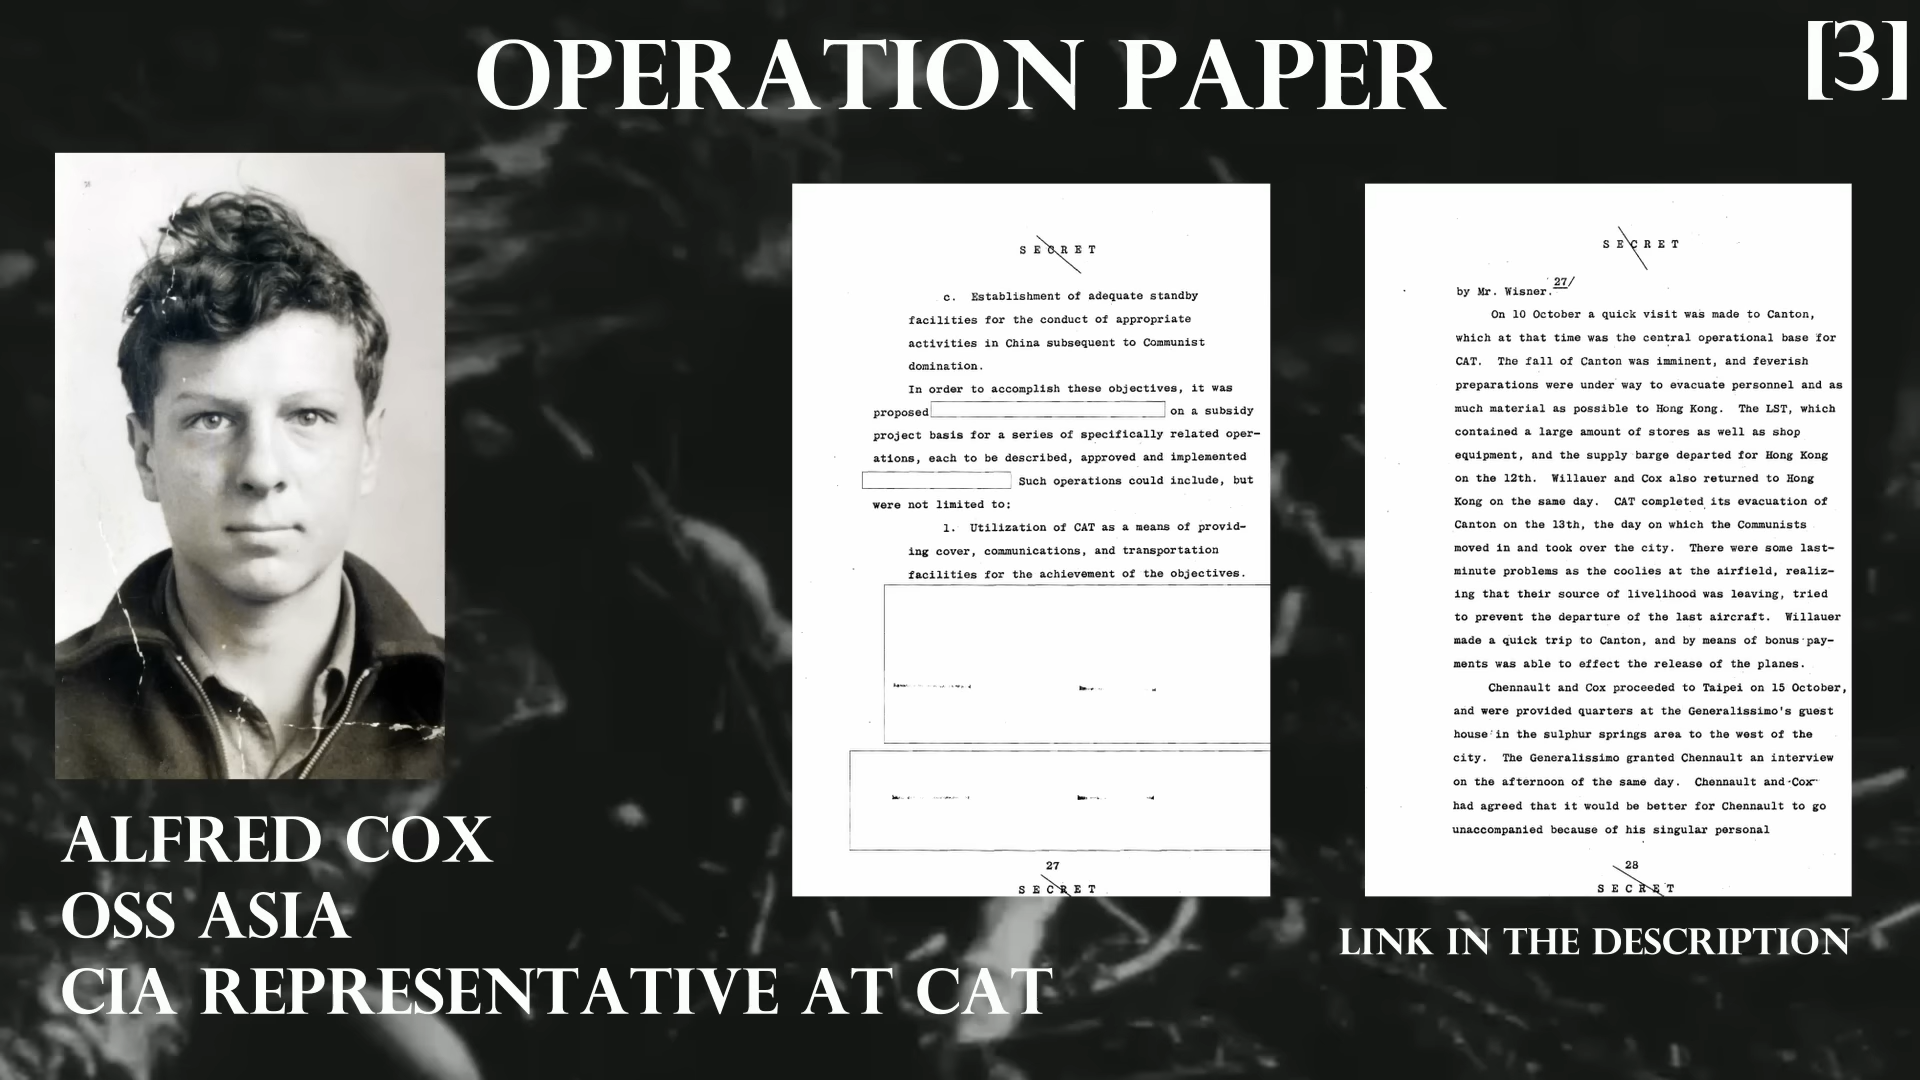 OPERATION PAPER
[3]
SECRET
c. Establishment of adequate standby
facilities for the conduct of appropriate
activities in China subsequent to Communist
domination.
In order to accomplish these objectives, it was
proposed on a subsidy
project basis for a series of specifically related oper-
ations, each to be described, approved and implemented
Such operations could include, but
were not limited to:
1. Utilization of CAT as a means of provid-
ing cover, communications, and transportation
facilities for the achievement of the objectives.
27
SECRET
SECRET
by Mr. Wisner.27/
On 10 October a quick visit was made to Canton,
which at that time was the central operational base for
CAT. The fall of Canton was imminent, and feverish
preparations were under way to evacuate personnel and as
much material as possible to Hong Kong. The LST, which
contained a large amount of stores as well as shop
equipment, and the supply barge departed for Hong Kong
on the 12th. Willauer and Cox also returned to Hong
Kong on the same day. CAT completed its evacuation of
Canton on the 13th, the day on which the Communists
moved in and took over the city. There were some last-
minute problems as the coolies at the airfield, realiz-
ing that their source of livelihood was leaving, tried
to prevent the departure of the last aircraft. Willauer
made a quick trip to Canton, and by means of bonus pay-
ments was able to effect the release of the planes.
Chennault and Cox proceeded to Taipei on 15 October,
and were provided quarters at the Generalissimo's guest
house in the sulphur springs area to the west of the
city. The Generalissimo granted Chennault an interview
on the afternoon of the same day. Chennault and Cox
had agreed that it would be better for Chennault to go
unaccompanied because of his singular personal
28
SECRET
ALFRED COX
OSS ASIA
CIA REPRESENTATIVE AT CAT
LINK IN THE DESCRIPTION